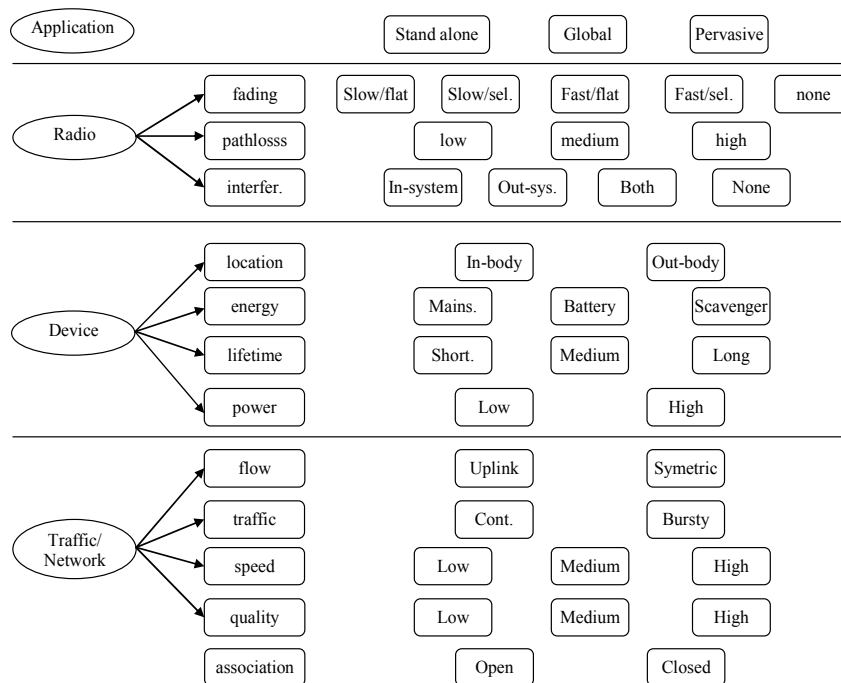 Application
Stand alone
Global
Pervasive
Radio
fading
Slow/flat
Slow/sel.
Fast/flat
Fast/sel.
none
pathlosss
low
medium
high
interfer.
In-system
Out-sys.
Both
None
Device
location
In-body
Out-body
energy
Mains.
Battery
Scavenger
lifetime
Short.
Medium
Long
power
Low
High
Traffic/
Network
flow
Uplink
Symetric
traffic
Cont.
Bursty
speed
Low
Medium
High
quality
Low
Medium
High
association
Open
Closed